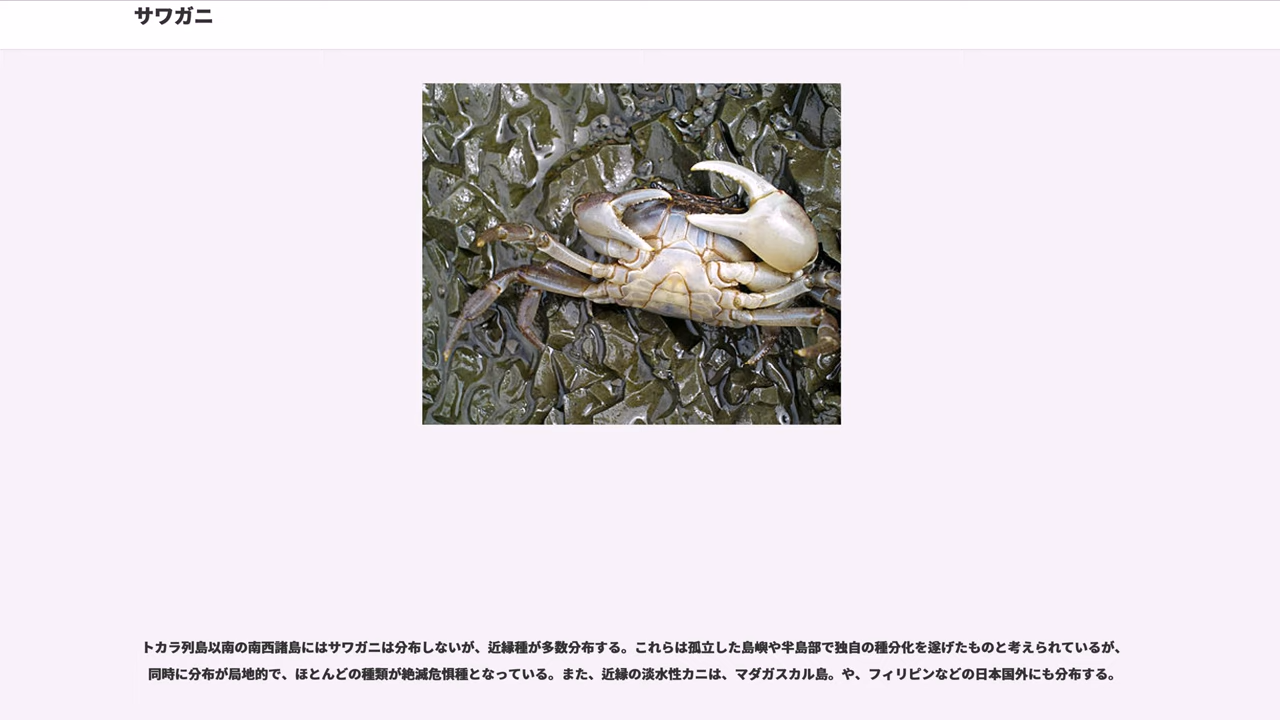 サワガニ
トカラ列島以南の南西諸島にはサワガニは分布しないが、近縁種が多数分布する。これらは孤立した島嶼や半島部で独自の種分化を遂げたものと考えられているが、
同時に分布が局地的で、ほとんどの種類が絶滅危惧種となっている。また、近縁の淡水性カニは、マダガスカル島。や、フィリピンなどの日本国外にも分布する。